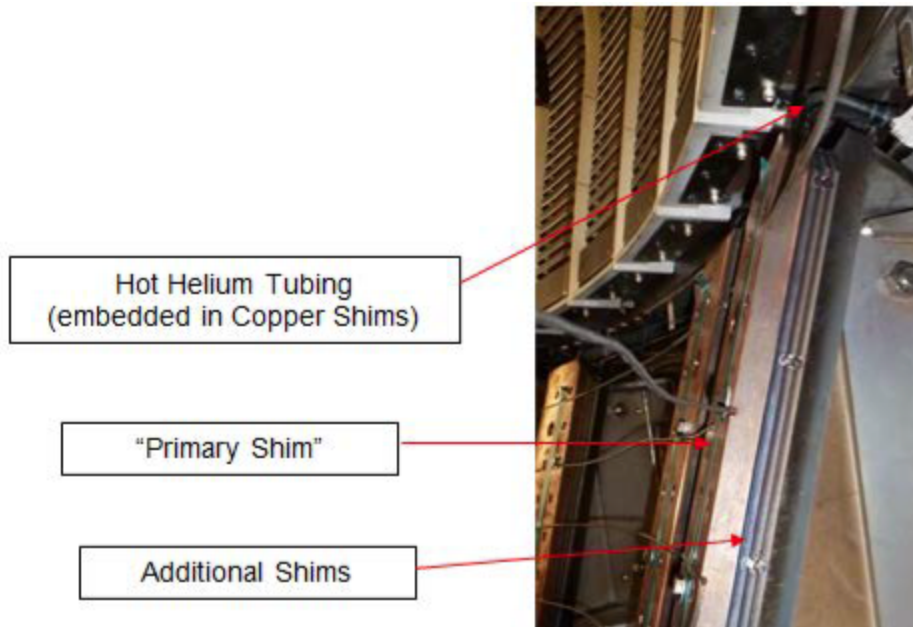 Hot Helium Tubing
(embedded in Copper Shims)
“Primary Shim”
Additional Shims